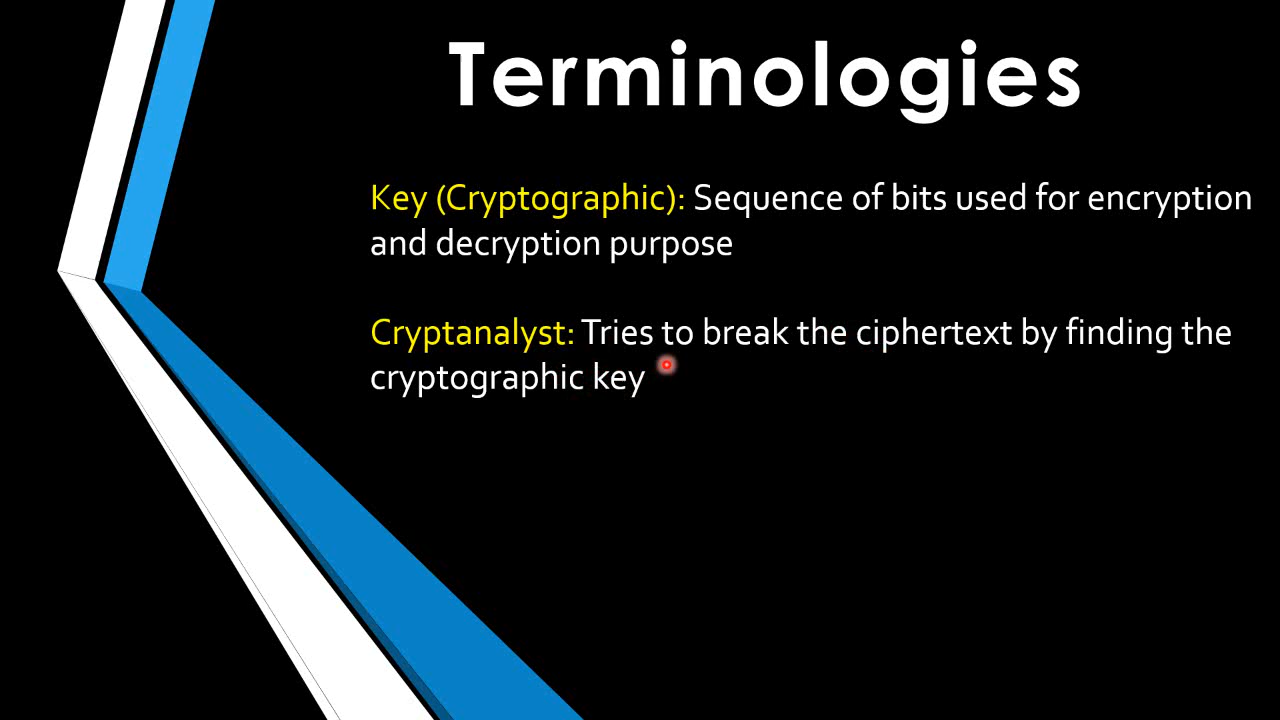 Terminologies
Key (Cryptographic): Sequence of bits used for encryption
and decryption purpose
Cryptanalyst: Tries to break the ciphertext by finding the
cryptographic key